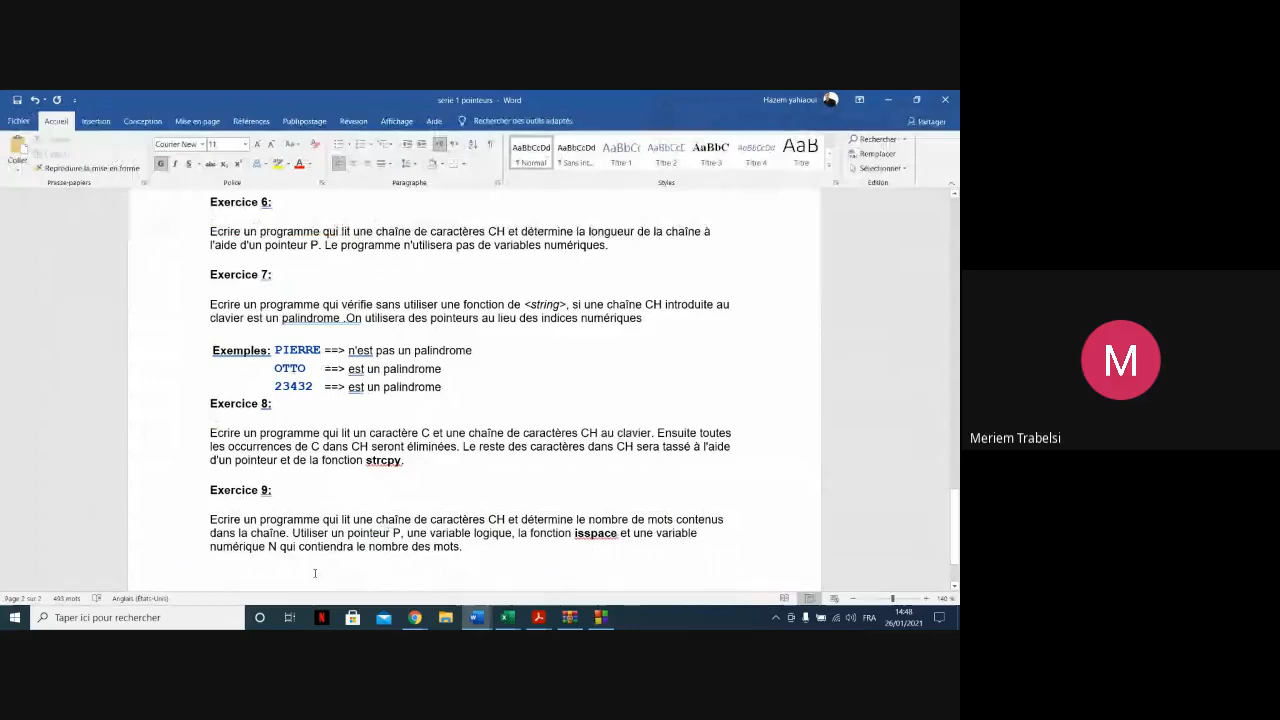 serie 1 pointeurs - Word
Hazem yahiaoui
Fichier Accueil Insertion Conception Mise en page Références Publipostage Révision Affichage Aide Rechercher des outils adaptés Partager
Coller
Reproduire la mise en forme
Presse-papiers
Courier New 11
Police
Paragraphe
AaBbCcDd AaBbCcDd AaBbCc AaBbCcDd AaBbC AaBbCcDd AaB
¶ Normal ¶ Sans int... Titre 1 Titre 2 Titre 3 Titre 4 Titre
Styles
Rechercher
Remplacer
Sélectionner
Edition
Exercice 6:
Ecrire un programme qui lit une chaîne de caractères CH et détermine la longueur de la chaîne à
l'aide d'un pointeur P. Le programme n'utilisera pas de variables numériques.
Exercice 7:
Ecrire un programme qui vérifie sans utiliser une fonction de <string>, si une chaîne CH introduite au
clavier est un palindrome .On utilisera des pointeurs au lieu des indices numériques
Exemples: PIERRE ==> n'est pas un palindrome
OTTO ==> est un palindrome
23432 ==> est un palindrome
Exercice 8:
Ecrire un programme qui lit un caractère C et une chaîne de caractères CH au clavier. Ensuite toutes
les occurrences de C dans CH seront éliminées. Le reste des caractères dans CH sera tassé à l'aide
d'un pointeur et de la fonction strcpy.
Exercice 9:
Ecrire un programme qui lit une chaîne de caractères CH et détermine le nombre de mots contenus
dans la chaîne. Utiliser un pointeur P, une variable logique, la fonction isspace et une variable
numérique N qui contiendra le nombre des mots.
Page 2 sur 2 493 mots Anglais (États-Unis) 140 %
Taper ici pour rechercher
FRA
14:48
26/01/2021
M
Meriem Trabelsi